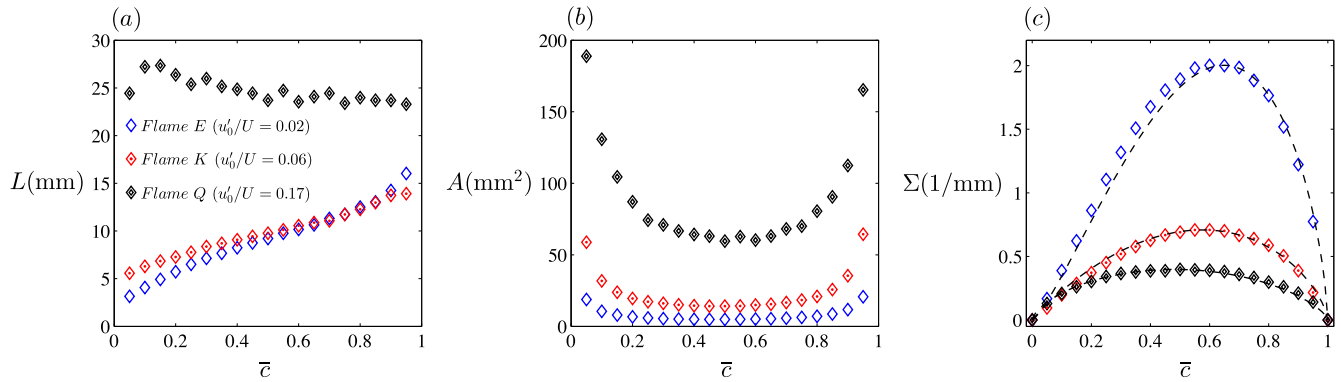 (a)
30
25
20
15
10
5
0
L(mm)
Flame E (u′0/U = 0.02)
Flame K (u′0/U = 0.06)
Flame Q (u′0/U = 0.17)
0 0.2 0.4 0.6 0.8 1
c̅
(b)
200
150
100
50
0
A(mm²)
0 0.2 0.4 0.6 0.8 1
c̅
(c)
2
1.5
1
0.5
0
Σ(1/mm)
0 0.2 0.4 0.6 0.8 1
c̅